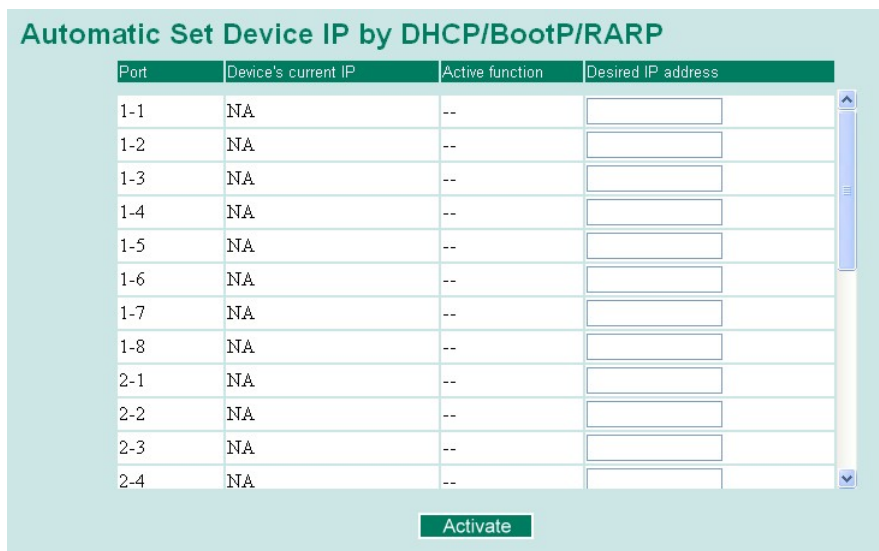 Automatic Set Device IP by DHCP/BootP/RARP
Port Device's current IP Active function Desired IP address
1-1 NA --
1-2 NA --
1-3 NA --
1-4 NA --
1-5 NA --
1-6 NA --
1-7 NA --
1-8 NA --
2-1 NA --
2-2 NA --
2-3 NA --
2-4 NA --
Activate